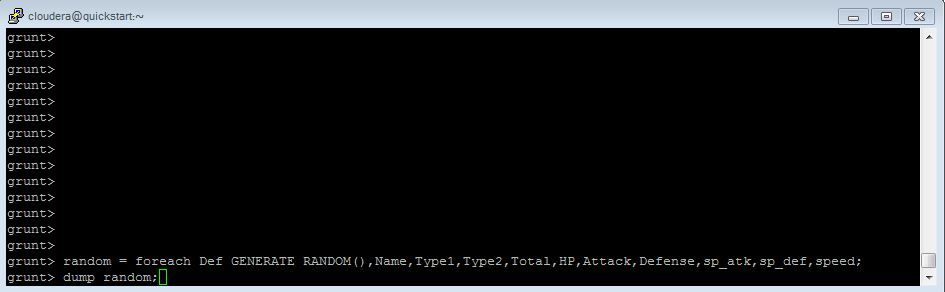 cloudera@quickstart:~
grunt>
grunt>
grunt>
grunt>
grunt>
grunt>
grunt>
grunt>
grunt>
grunt>
grunt>
grunt>
grunt>
grunt>
grunt> random = foreach Def GENERATE RANDOM(),Name,Type1,Type2,Total,HP,Attack,Defense,sp_atk,sp_def,speed;
grunt> dump random;